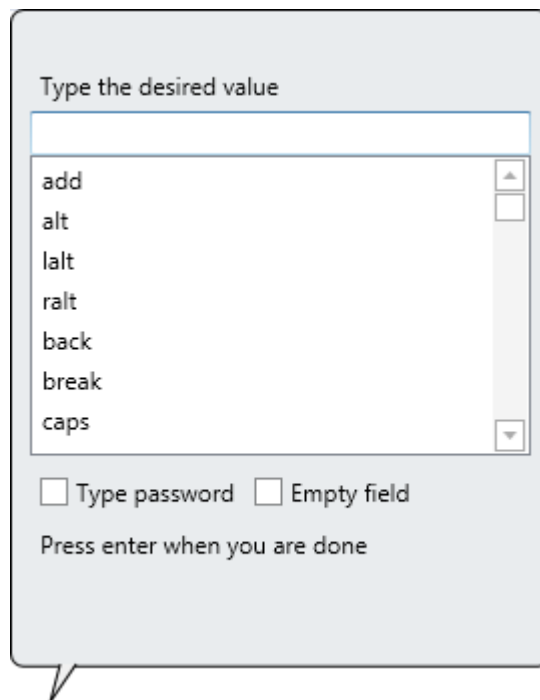 Type the desired value
add
alt
lalt
ralt
back
break
caps
Type password Empty field
Press enter when you are done